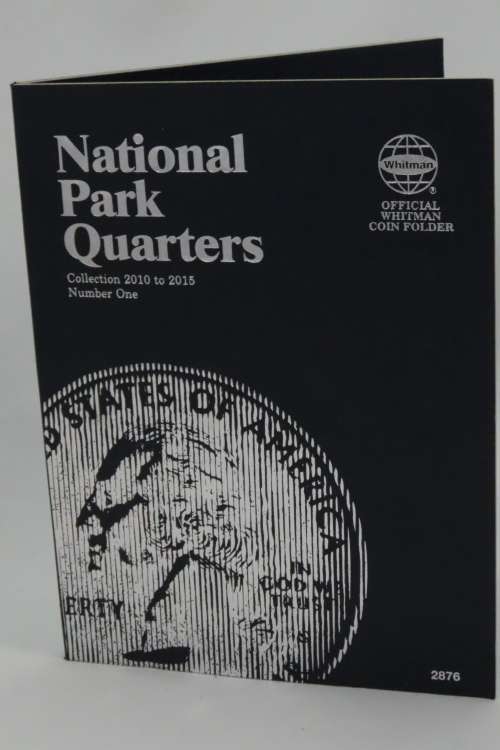 National
Park
Quarters
Collection 2010 to 2015
Number One
Whitman
®
OFFICIAL
WHITMAN
COIN FOLDER
D STATES OF AMERICA
IN
GOD WE
TRUST
ERTY
S
2876